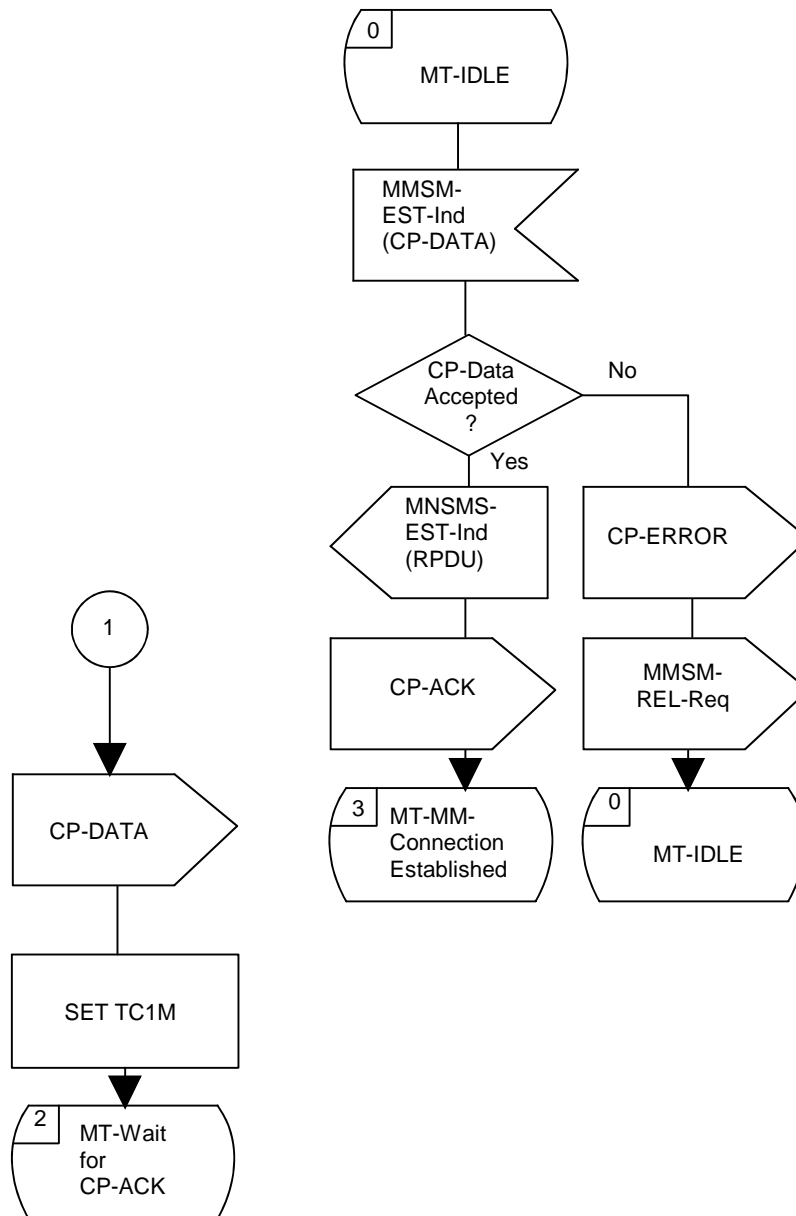 0
MT-IDLE
MMSM-
EST-Ind
(CP-DATA)
CP-Data
Accepted
?
No
Yes
MNSMS-
EST-Ind
(RPDU)
CP-ERROR
CP-ACK
MMSM-
REL-Req
3
MT-MM-
Connection
Established
0
MT-IDLE
1
CP-DATA
SET TC1M
2
MT-Wait
for
CP-ACK